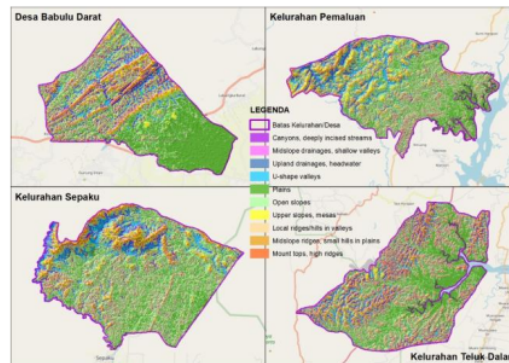 Desa Babulu Darat
Kelurahan Pemaluan
LEGENDA
Batas Kelurahan/Desa
Canyons, deeply incised streams
Midslope drainages, shallow valleys
Upland drainages, headwater
U-shape valleys
Plains
Open slopes
Upper slopes, mesas
Local ridges/hills in valleys
Midslope ridges, small hills in plains
Mount tops, high ridges
Kelurahan Sepaku
Sepaku
Kelurahan Teluk Dalam